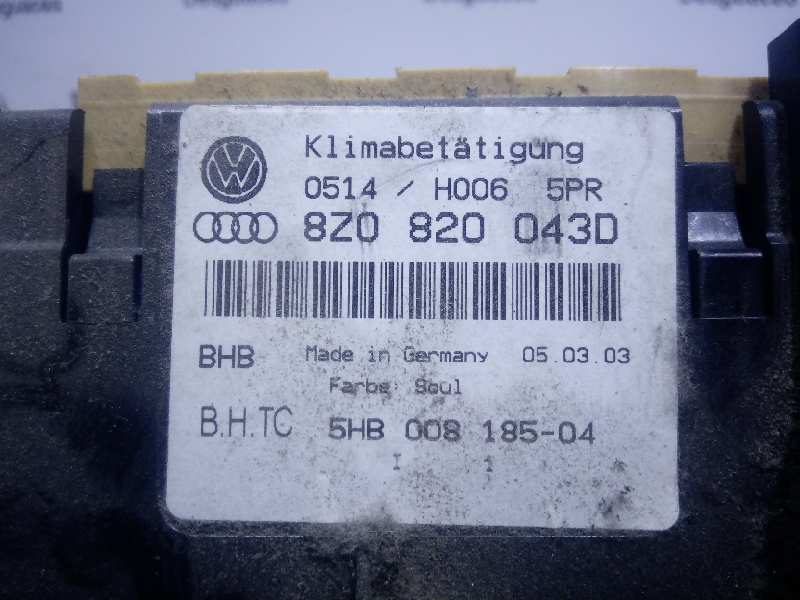 Klimabetätigung
0514 / H006 5PR
8Z0 820 043D
BHB Made in Germany 05.03.03
Farbe: Soul
B.H.TC 5HB 008 185-04